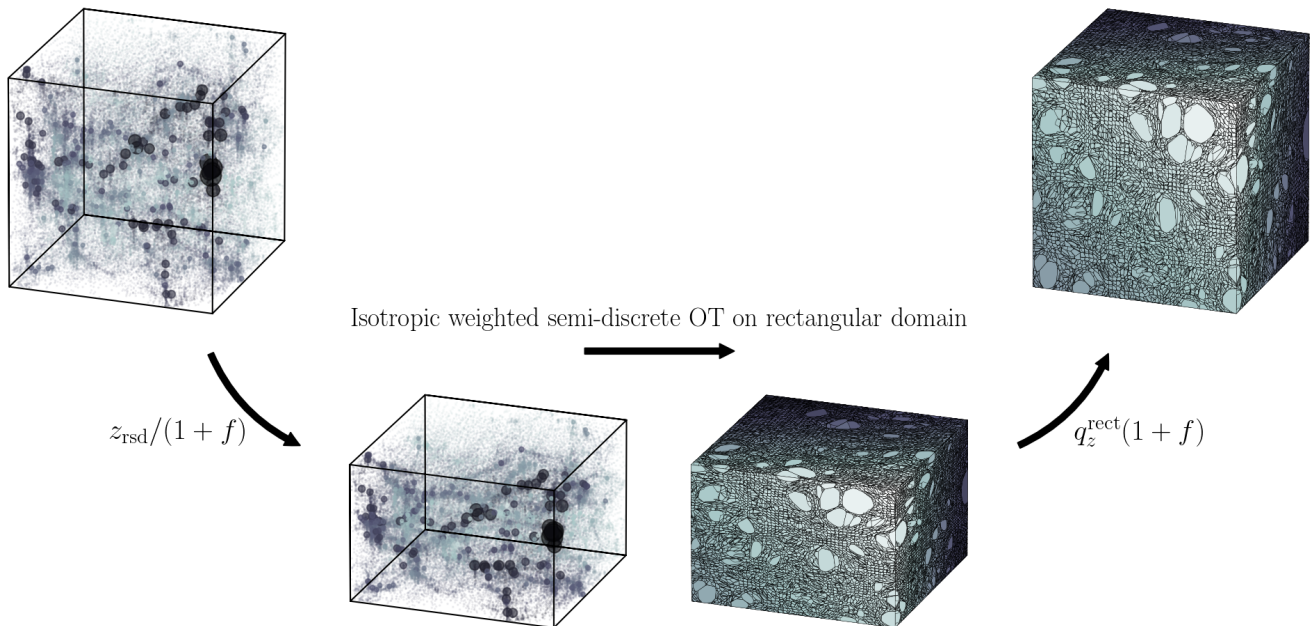 Isotropic weighted semi-discrete OT on rectangular domain
z_rsd/(1 + f)
q_z^rect(1 + f)